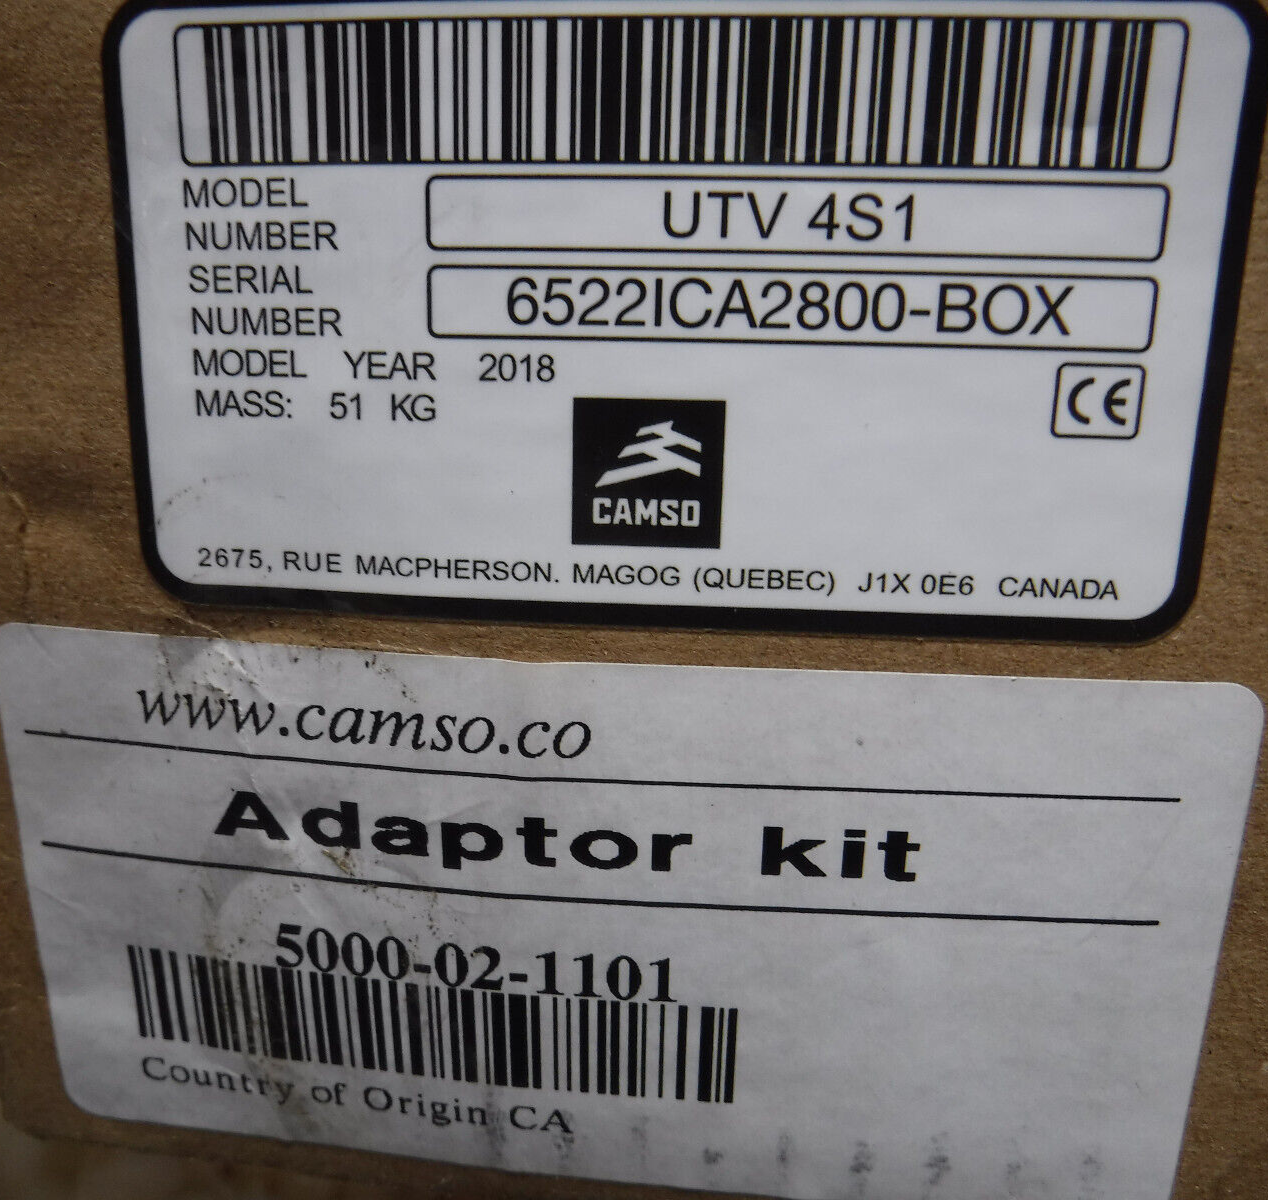 MODEL NUMBER UTV 4S1
SERIAL NUMBER 6522ICA2800-BOX
MODEL YEAR 2018
MASS: 51 KG
CE
CAMSO
2675, RUE MACPHERSON. MAGOG (QUEBEC) J1X 0E6 CANADA
www.camso.co
Adaptor kit
5000-02-1101
Country of Origin CA